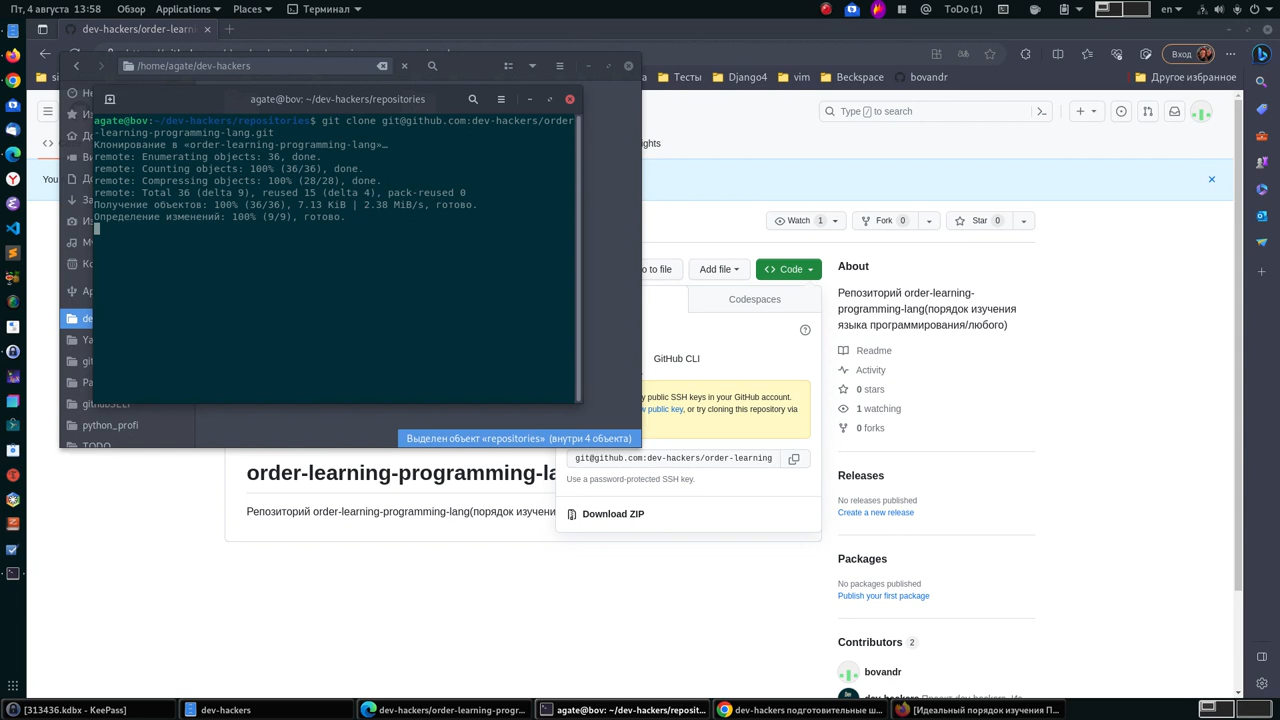 Пт, 4 августа 13:58
Обзор
Applications
Places
Терминал
ToDo(1)
en
dev-hackers/order-learni
Вход
Тесты
Django4
Vim
Beckspace
bovandr
Другое избранное
/home/agate/dev-hackers
agate@bov: ~/dev-hackers/repositories
agate@bov:~/dev-hackers/repositories$ git clone git@github.com:dev-hackers/order
-learning-programming-lang.git
Клонирование в «order-learning-programming-lang»…
remote: Enumerating objects: 36, done.
remote: Counting objects: 100% (36/36), done.
remote: Compressing objects: 100% (28/28), done.
remote: Total 36 (delta 9), reused 15 (delta 4), pack-reused 0
Получение объектов: 100% (36/36), 7.13 KiB | 2.38 MiB/s, готово.
Определение изменений: 100% (9/9), готово.
githubSELF
python_profi
TODO
Выделен объект «repositories» (внутри 4 объекта)
Type / to search
ights
You
Watch 1
Fork 0
Star 0
o to file
Add file
Code
Codespaces
GitHub CLI
y public SSH keys in your GitHub account.
w public key, or try cloning this repository via
git@github.com:dev-hackers/order-learning
Use a password-protected SSH key.
Download ZIP
order-learning-programming-la
Репозиторий order-learning-programming-lang(порядок изучени
About
Репозиторий order-learning-
programming-lang(порядок изучения
языка программирования/любого)
Readme
Activity
0 stars
1 watching
0 forks
Releases
No releases published
Create a new release
Packages
No packages published
Publish your first package
Contributors 2
bovandr
[313436.kdbx - KeePass]
dev-hackers
dev-hackers/order-learning-progr...
agate@bov: ~/dev-hackers/reposit...
dev-hackers подготовительные ш...
[Идеальный порядок изучения П...